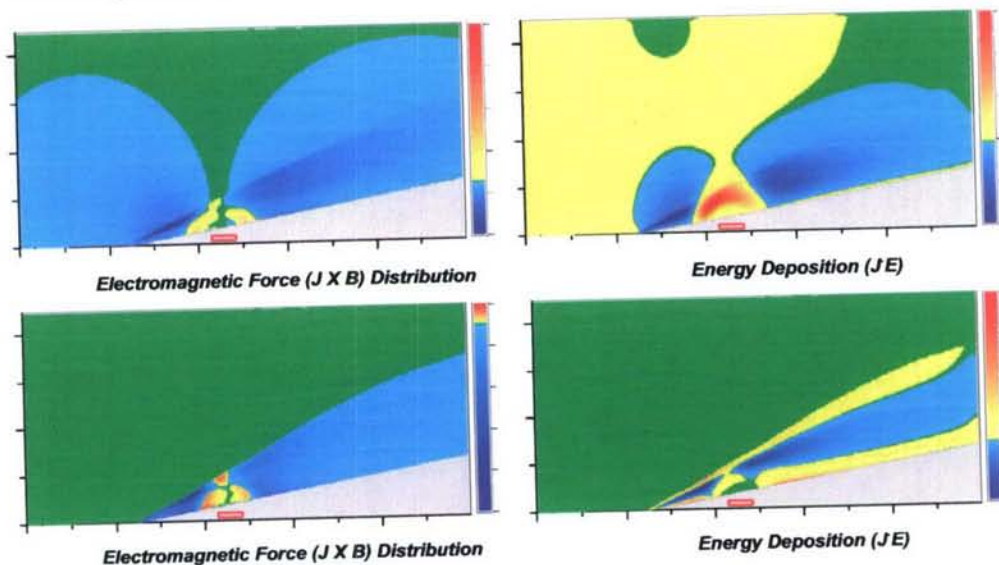 Electromagnetic Force (J X B) Distribution
Energy Deposition (J·E)
Electromagnetic Force (J X B) Distribution
Energy Deposition (J·E)